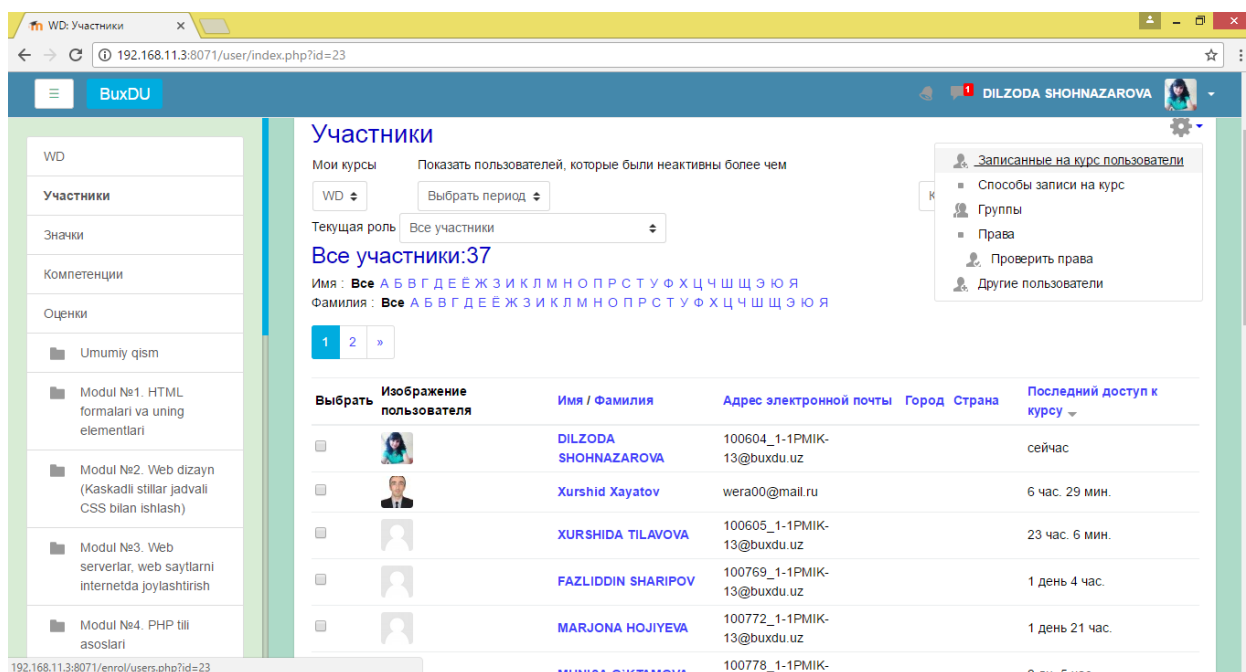 WD: Участники
192.168.11.3:8071/user/index.php?id=23
BuxDU
1 DILZODA SHOHNAZAROVA
WD
Участники
Значки
Компетенции
Оценки
Umumiy qism
Modul №1. HTML
formalari va uning
elementlari
Modul №2. Web dizayn
(Kaskadli stillar jadvali
CSS bilan ishlash)
Modul №3. Web
serverlar, web saytlarni
internetda joylashtirish
Modul №4. PHP tili
asoslari
192.168.11.3:8071/enrol/users.php?id=23
Участники
Мои курсы Показать пользователей, которые были неактивны более чем
WD Выбрать период
Текущая роль Все участники
Все участники:37
Имя : Все А Б В Г Д Е Ё Ж З И К Л М Н О П Р С Т У Ф Х Ц Ч Ш Щ Э Ю Я
Фамилия : Все А Б В Г Д Е Ё Ж З И К Л М Н О П Р С Т У Ф Х Ц Ч Ш Щ Э Ю Я
1 2 »
Записанные на курс пользователи
Способы записи на курс
Группы
Права
Проверить права
Другие пользователи
Выбрать Изображение пользователя Имя / Фамилия Адрес электронной почты Город Страна Последний доступ к курсу
DILZODA SHOHNAZAROVA 100604_1-1PMIK-13@buxdu.uz сейчас
Xurshid Xayatov wera00@mail.ru 6 час. 29 мин.
XURSHIDA TILAVOVA 100605_1-1PMIK-13@buxdu.uz 23 час. 6 мин.
FAZLIDDIN SHARIPOV 100769_1-1PMIK-13@buxdu.uz 1 день 4 час.
MARJONA HOJIYEVA 100772_1-1PMIK-13@buxdu.uz 1 день 21 час.
100778_1-1PMIK-